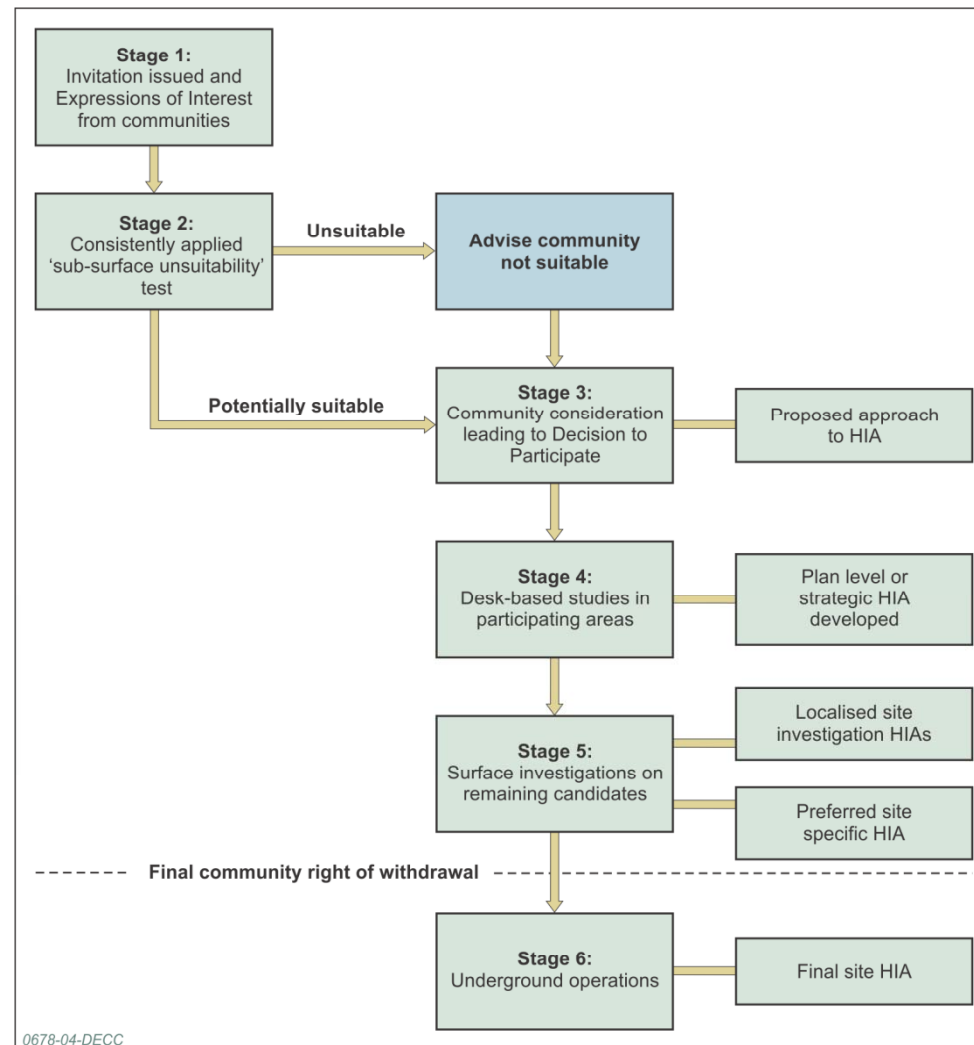 Stage 1:
Invitation issued and
Expressions of Interest
from communities
Stage 2:
Consistently applied
‘sub-surface unsuitability’
test
Unsuitable
Advise community
not suitable
Potentially suitable
Stage 3:
Community consideration
leading to Decision to
Participate
Proposed approach
to HIA
Stage 4:
Desk-based studies in
participating areas
Plan level or
strategic HIA
developed
Stage 5:
Surface investigations on
remaining candidates
Localised site
investigation HIAs
Preferred site
specific HIA
Final community right of withdrawal
Stage 6:
Underground operations
Final site HIA
0678-04-DECC